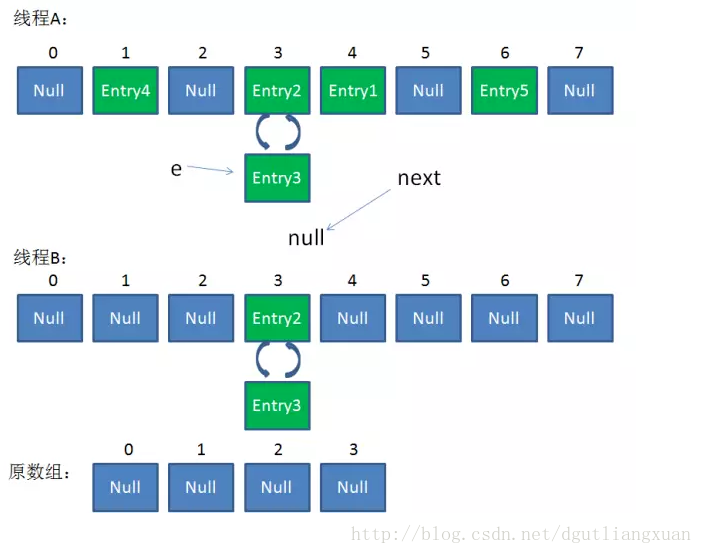 线程A：
0 1 2 3 4 5 6 7
Null Entry4 Null Entry2 Entry1 Null Entry5 Null
e
Entry3
next
null
线程B：
0 1 2 3 4 5 6 7
Null Null Null Entry2 Null Null Null Null
Entry3
0 1 2 3
原数组：
Null Null Null Null
http://blog.csdn.net/dgutliangxuan